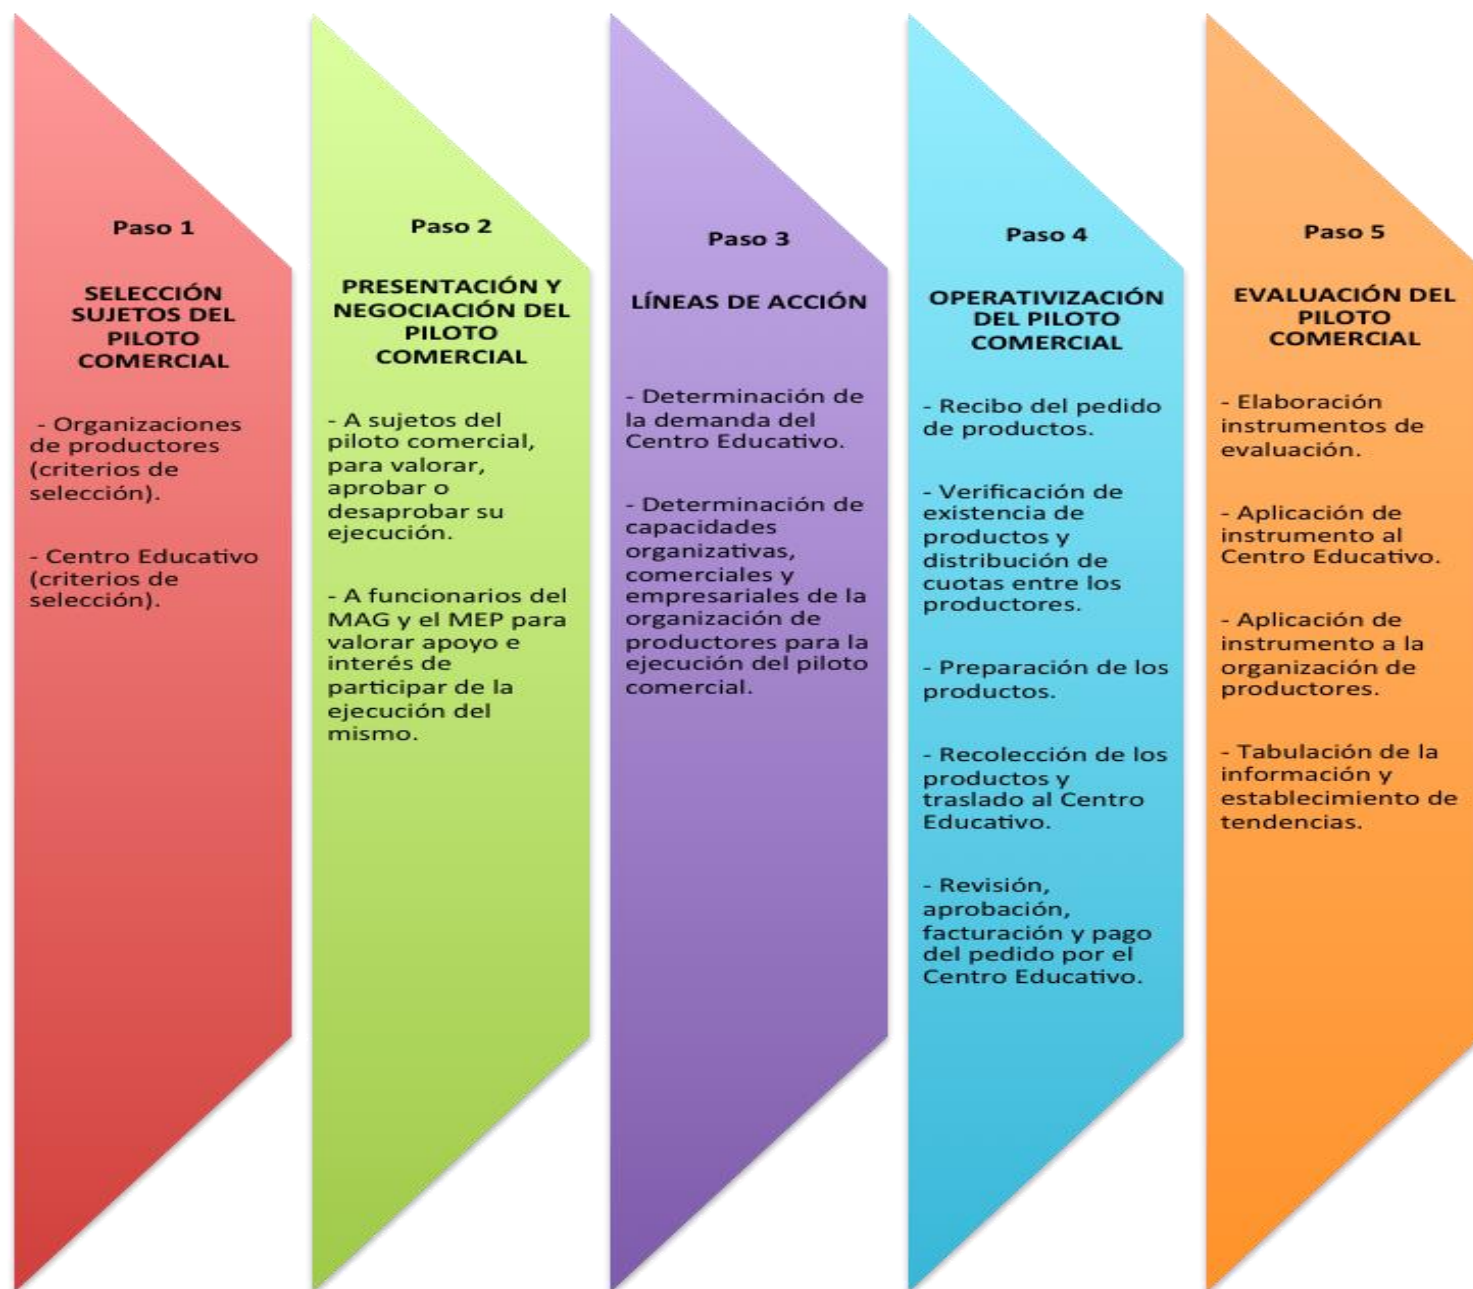 Paso 1
SELECCIÓN
SUJETOS DEL
PILOTO
COMERCIAL
- Organizaciones
de productores
(criterios de
selección).
- Centro Educativo
(criterios de
selección).
Paso 2
PRESENTACIÓN Y
NEGOCIACIÓN DEL
PILOTO
COMERCIAL
- A sujetos del
piloto comercial,
para valorar,
aprobar o
desaprobar su
ejecución.
- A funcionarios del
MAG y el MEP para
valorar apoyo e
interés de
participar de la
ejecución del
mismo.
Paso 3
LÍNEAS DE ACCIÓN
- Determinación de
la demanda del
Centro Educativo.
- Determinación de
capacidades
organizativas,
comerciales y
empresariales de la
organización de
productores para la
ejecución del piloto
comercial.
Paso 4
OPERATIVIZACIÓN
DEL PILOTO
COMERCIAL
- Recibo del pedido
de productos.
- Verificación de
existencia de
productos y
distribución de
cuotas entre los
productores.
- Preparación de los
productos.
- Recolección de los
productos y
traslado al Centro
Educativo.
- Revisión,
aprobación,
facturación y pago
del pedido por el
Centro Educativo.
Paso 5
EVALUACIÓN DEL
PILOTO
COMERCIAL
- Elaboración
instrumentos de
evaluación.
- Aplicación de
instrumento al
Centro Educativo.
- Aplicación de
instrumento a la
organización de
productores.
- Tabulación de la
información y
establecimiento de
tendencias.